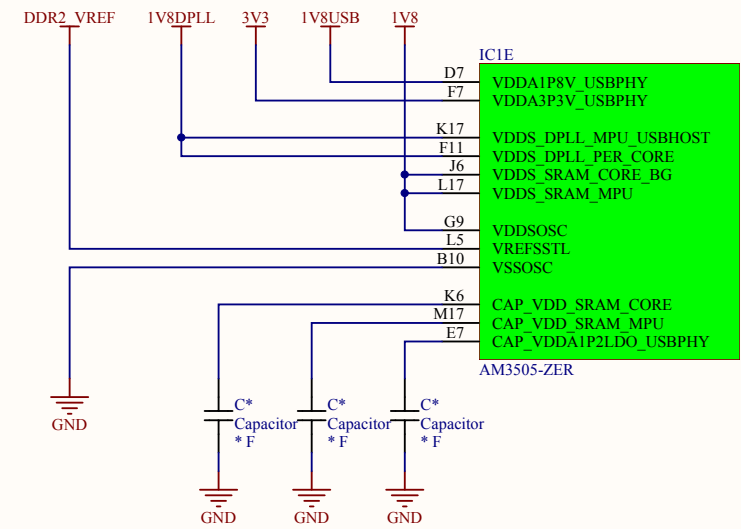 DDR2_VREF 1V8DPLL 3V3 1V8USB 1V8
IC1E
D7 VDDA1P8V_USBPHY
F7 VDDA3P3V_USBPHY
K17 VDDS_DPLL_MPU_USBHOST
F11 VDDS_DPLL_PER_CORE
J6 VDDS_SRAM_CORE_BG
L17 VDDS_SRAM_MPU
G9 VDDSOSC
L5 VREFSSTL
B10 VSSOSC
K6 CAP_VDD_SRAM_CORE
M17 CAP_VDD_SRAM_MPU
E7 CAP_VDDA1P2LDO_USBPHY
AM3505-ZER
C* C* C*
Capacitor Capacitor Capacitor
* F * F * F
GND
GND GND GND